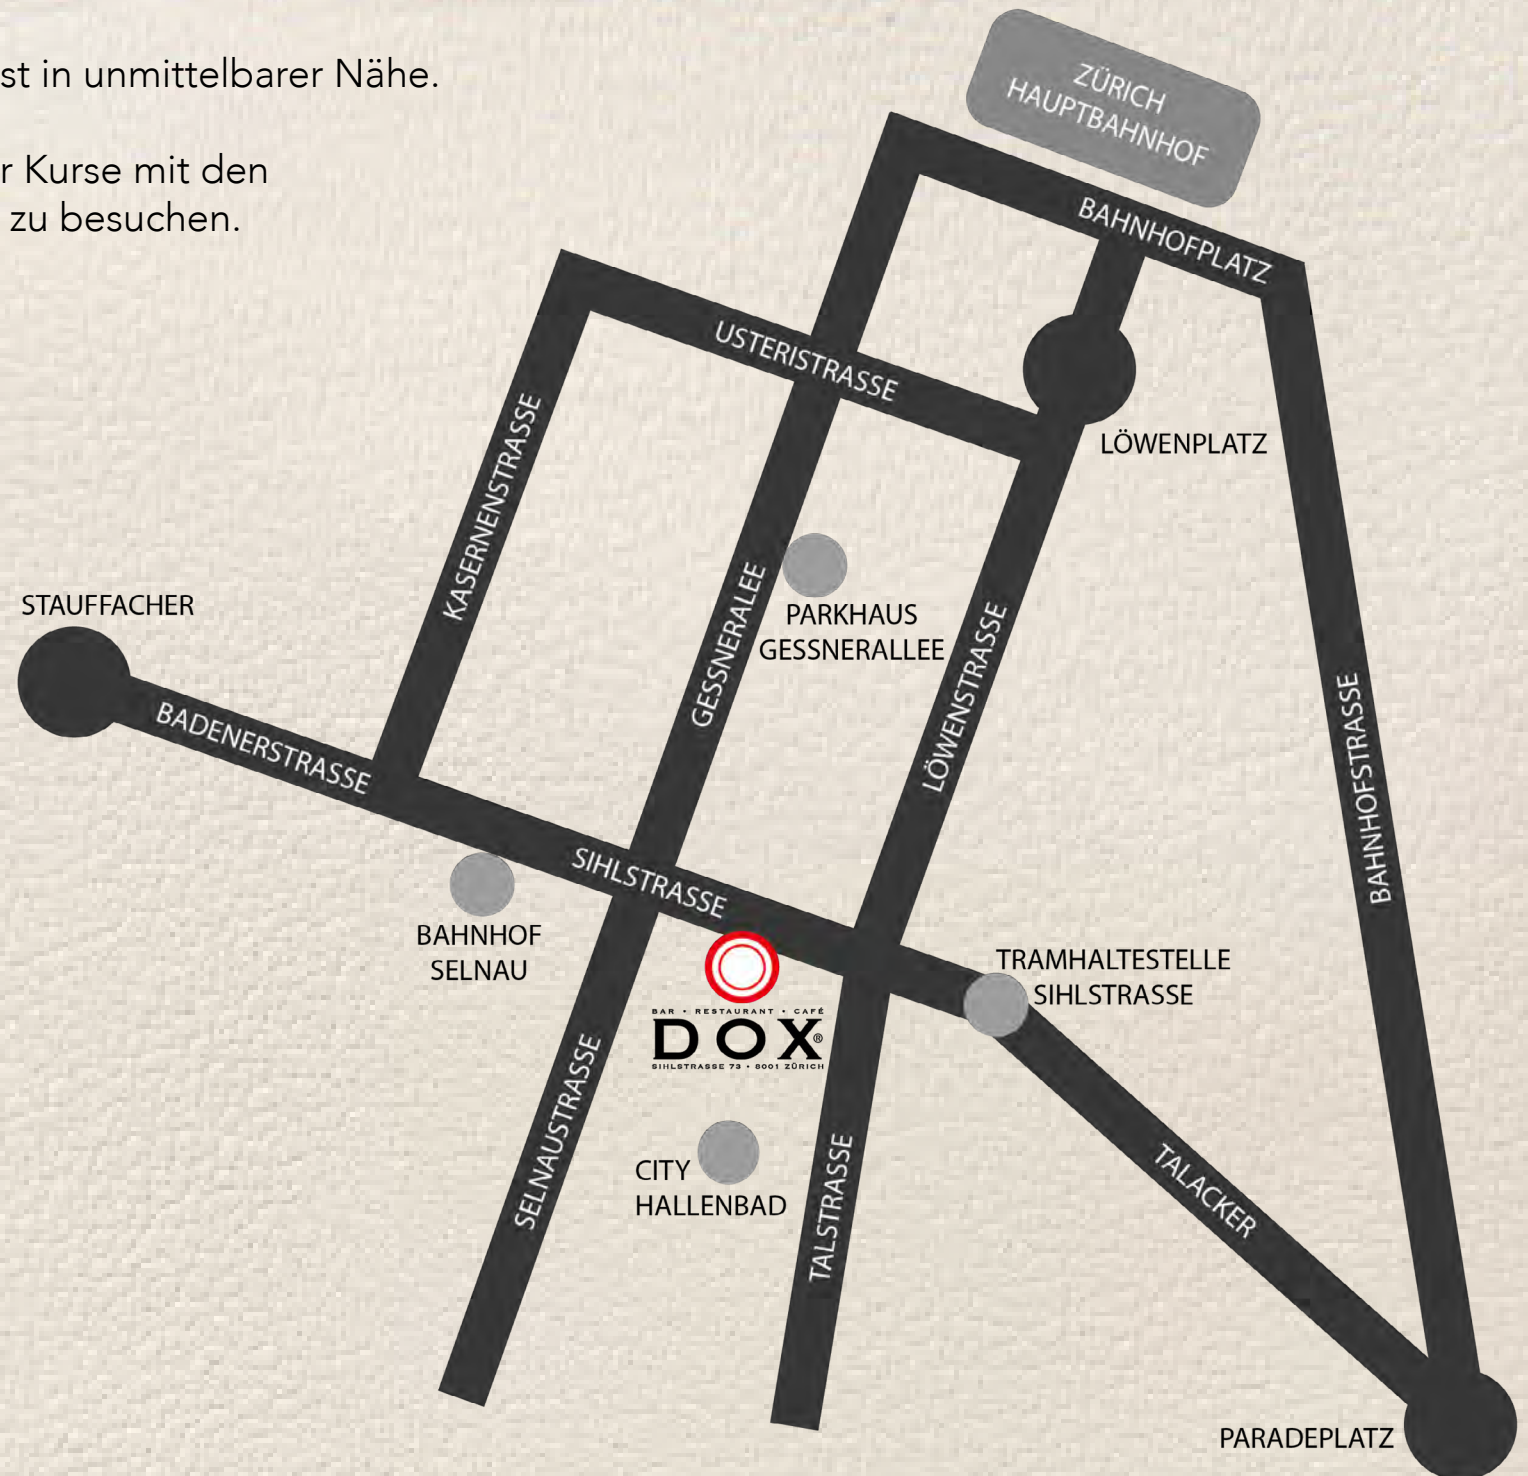 st in unmittelbarer Nähe.
r Kurse mit den
zu besuchen.
ZÜRICH
HAUPTBAHNHOF
BAHNHOFPLATZ
USTERISTRASSE
LÖWENPLATZ
KASERNENSTRASSE
STAUFFACHER
PARKHAUS
GESSNERALLEE
GESSNERALEE
LÖWENSTRASSE
BAHNHOFSTRASSE
BADENERSTRASSE
SIHLSTRASSE
BAHNHOF
SELNAU
TRAMHALTESTELLE
SIHLSTRASSE
BAR • RESTAURANT • CAFÉ
DOX®
SIHLSTRASSE 73 • 8001 ZÜRICH
SELNAUSTRASSE
CITY
HALLENBAD
TALSTRASSE
TALACKER
PARADEPLATZ